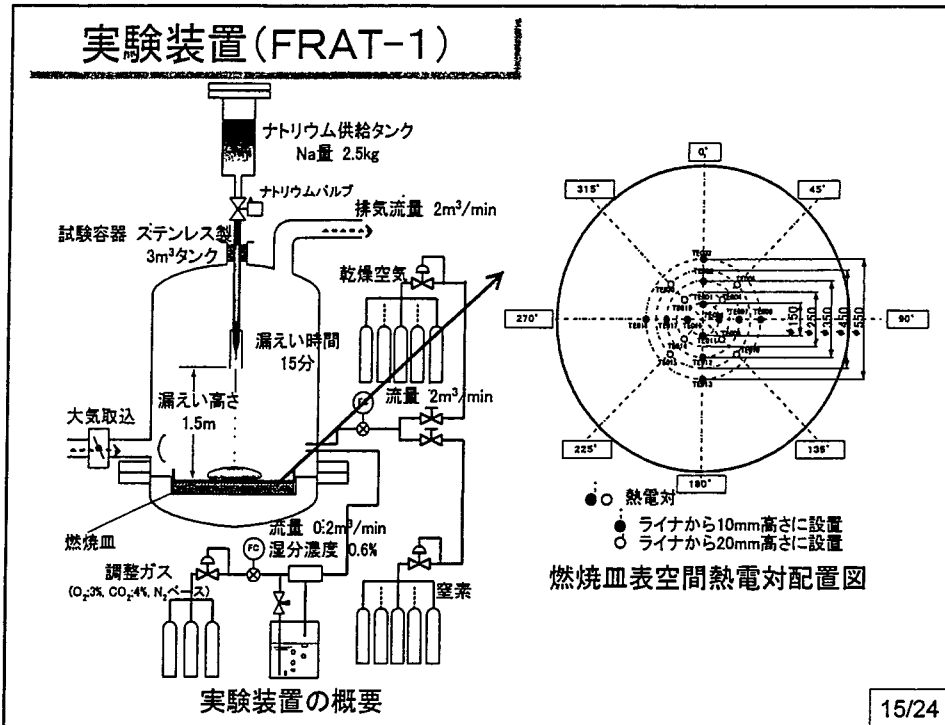 実験装置(FRAT-1)
ナトリウム供給タンク
Na量 2.5kg
ナトリウムバルブ
排気流量 2m³/min
試験容器 ステンレス製
3m³タンク
乾燥空気
漏えい時間
15分
漏えい高さ
1.5m
流量 2m³/min
FC
大気取込
燃焼皿
流量 0.2m³/min
湿分濃度 0.6%
FC
調整ガス
(O₂:3%, CO₂:4%, N₂ベース)
窒素
実験装置の概要
0°
45°
90°
135°
180°
225°
270°
315°
φ150
φ250
φ350
φ450
φ550
●○ 熱電対
● ライナから10mm高さに設置
○ ライナから20mm高さに設置
燃焼皿表空間熱電対配置図
15/24